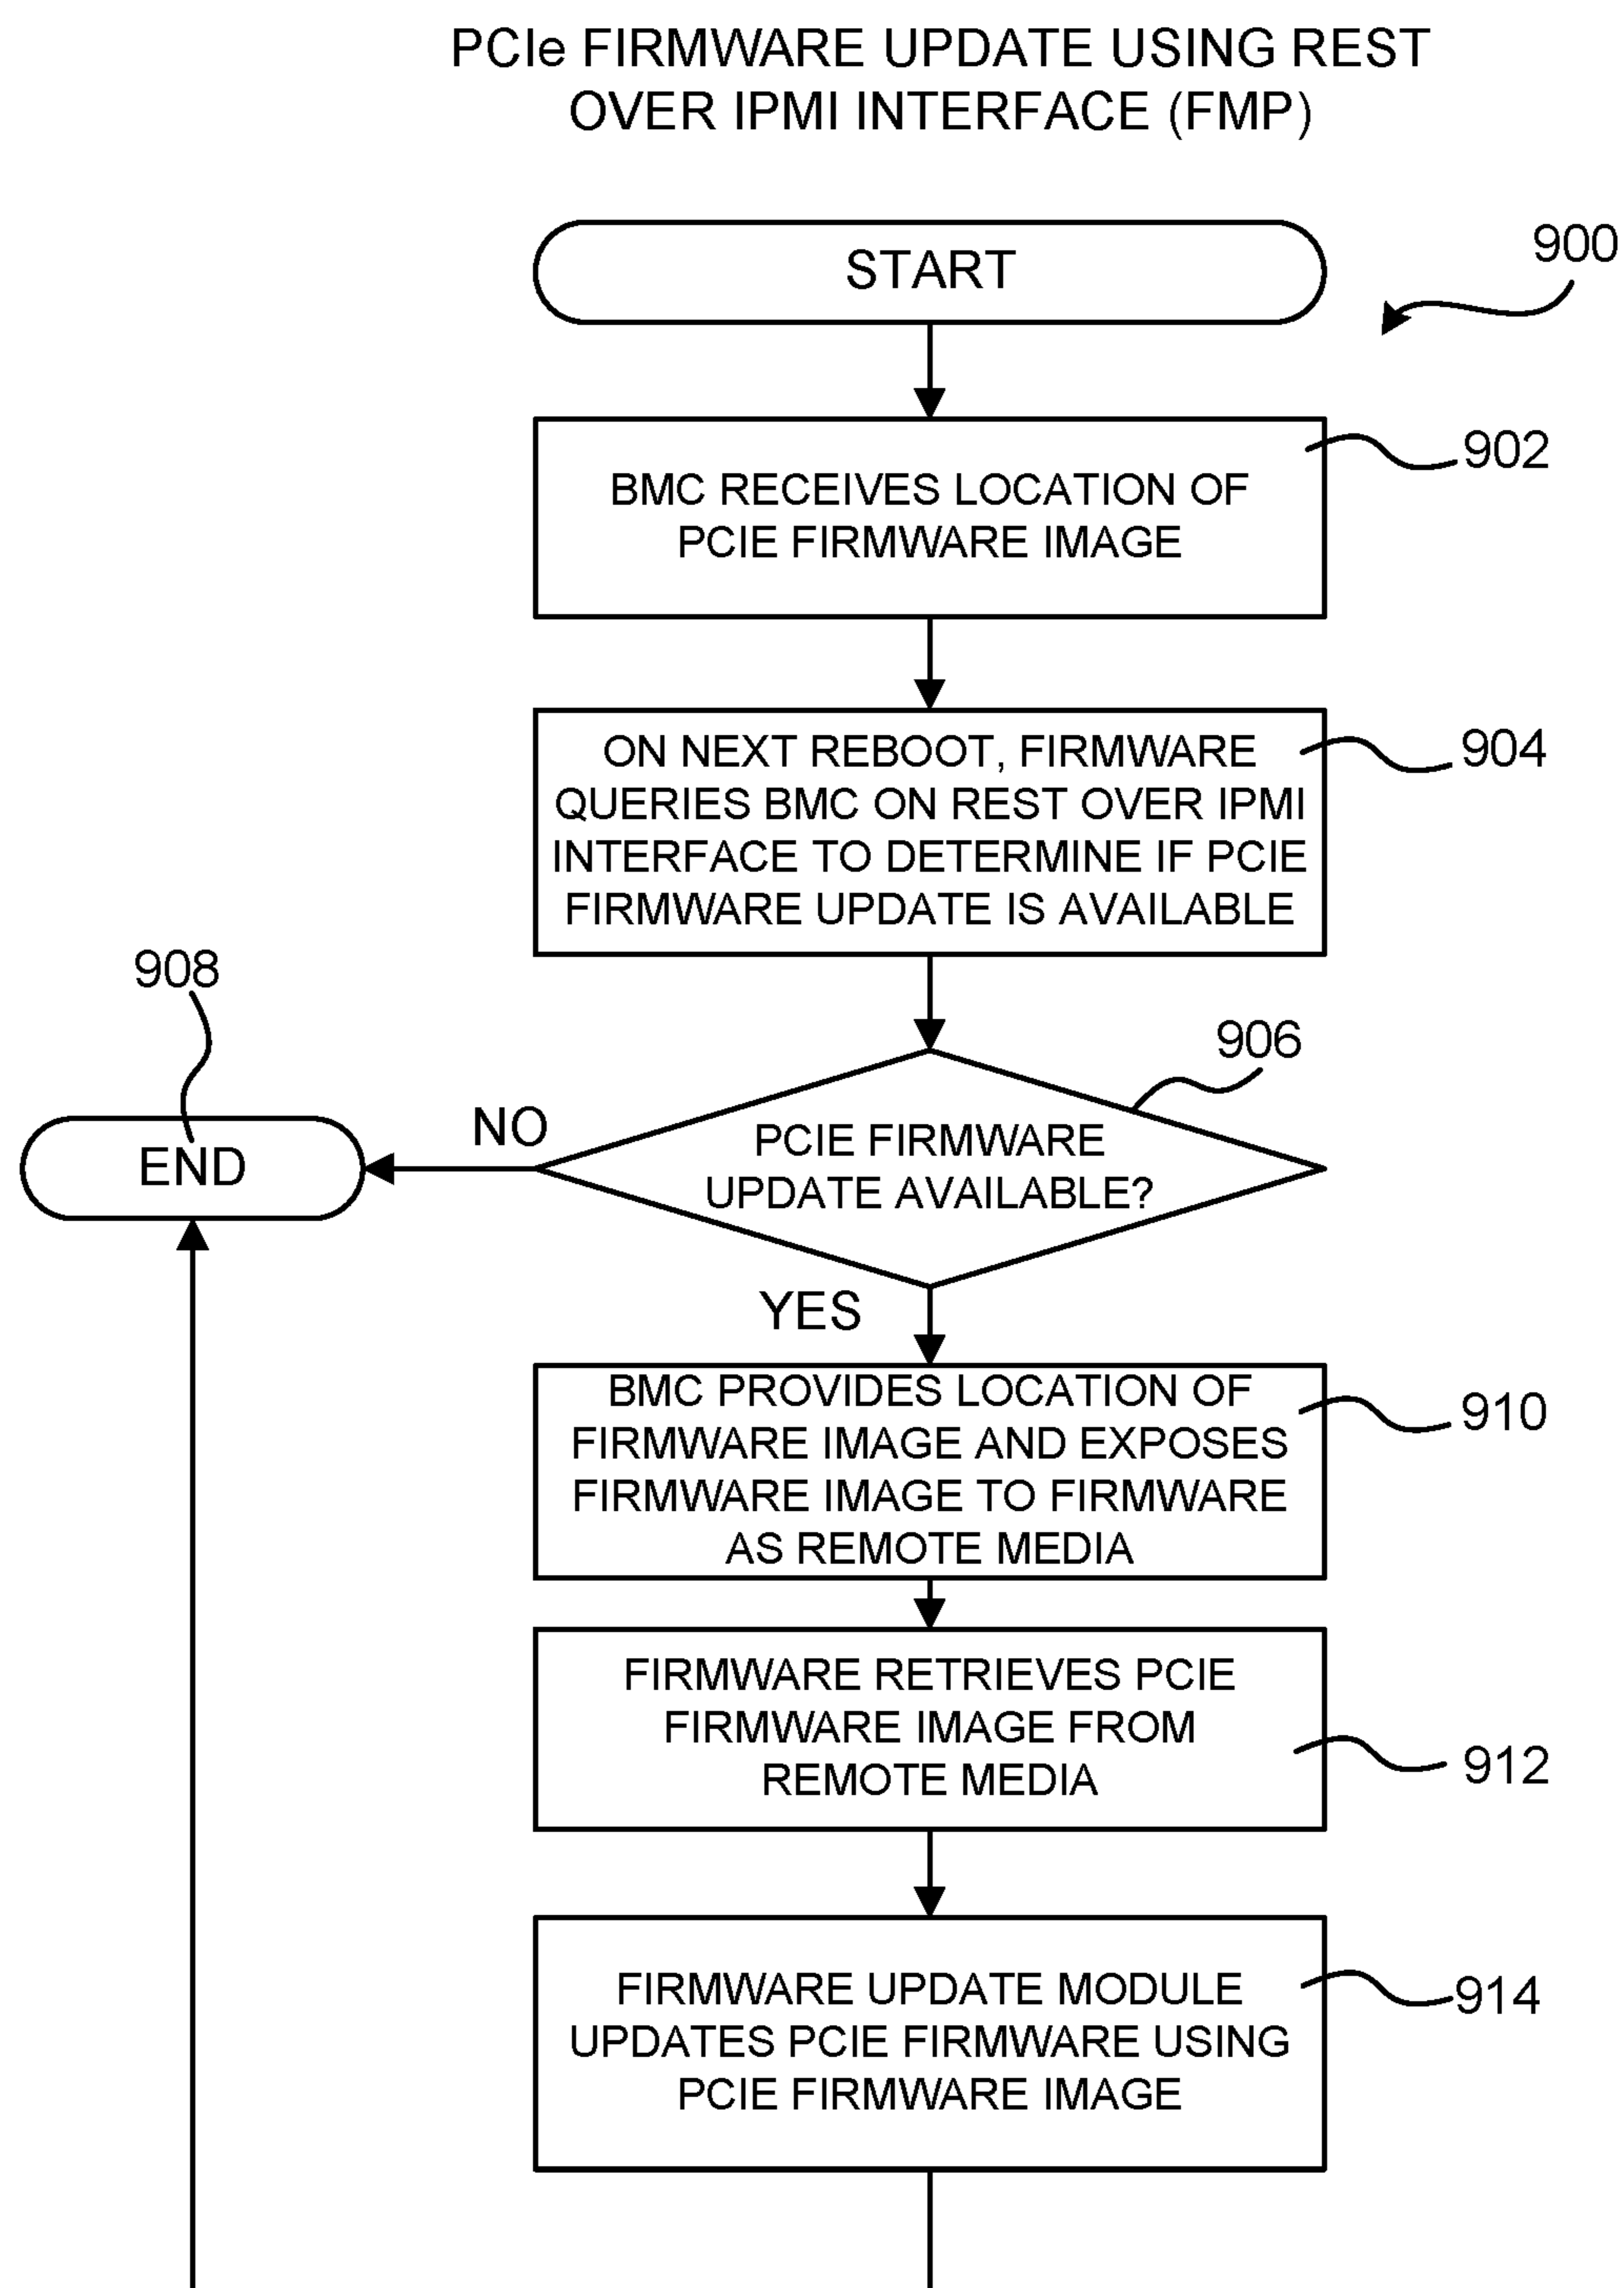 PCIe FIRMWARE UPDATE USING REST
OVER IPMI INTERFACE (FMP)
START
900
BMC RECEIVES LOCATION OF
PCIE FIRMWARE IMAGE
902
ON NEXT REBOOT, FIRMWARE
QUERIES BMC ON REST OVER IPMI
INTERFACE TO DETERMINE IF PCIE
FIRMWARE UPDATE IS AVAILABLE
904
908
END
NO
906
PCIE FIRMWARE
UPDATE AVAILABLE?
YES
BMC PROVIDES LOCATION OF
FIRMWARE IMAGE AND EXPOSES
FIRMWARE IMAGE TO FIRMWARE
AS REMOTE MEDIA
910
FIRMWARE RETRIEVES PCIE
FIRMWARE IMAGE FROM
REMOTE MEDIA
912
FIRMWARE UPDATE MODULE
UPDATES PCIE FIRMWARE USING
PCIE FIRMWARE IMAGE
914